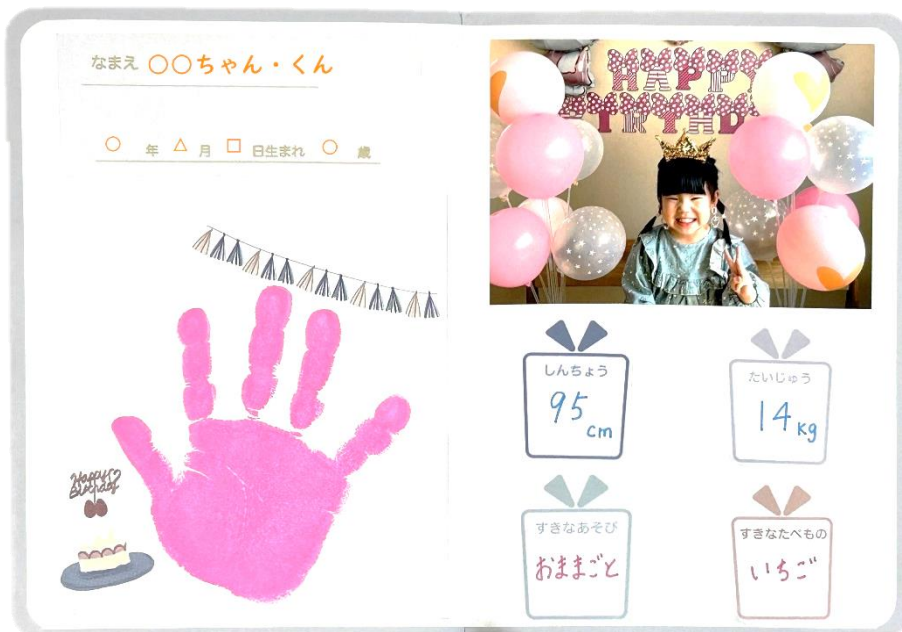 なまえ ○○ちゃん・くん
○ 年 △ 月 □ 日生まれ ○ 歳
Happy
Birthday
HAPPY
BIRTHD
しんちょう
95
cm
たいじゅう
14 kg
すきなあそび
おままごと
すきなたべもの
いちご